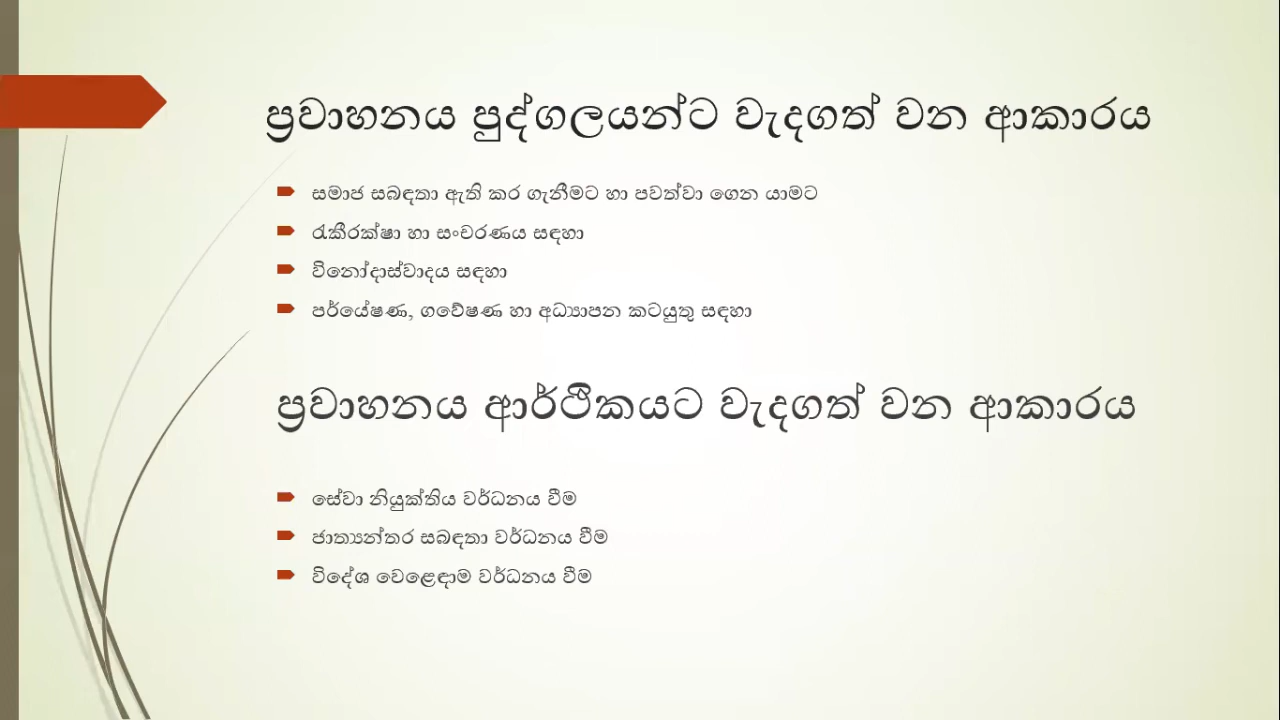 ප්‍රවාහනය පුද්ගලයන්ට වැදගත් වන ආකාරය
සමාජ සබඳතා ඇති කර ගැනීමට හා පවත්වා ගෙන යාමට
රැකීරක්ෂා හා සංචරණය සඳහා
විනෝදාස්වාදය සඳහා
පර්යේෂණ, ගවේෂණ හා අධ්‍යාපන කටයුතු සඳහා
ප්‍රවාහනය ආර්ථිකයට වැදගත් වන ආකාරය
සේවා නියුක්තිය වර්ධනය වීම
ජාත්‍යන්තර සබඳතා වර්ධනය වීම
විදේශ වෙළෙඳාම වර්ධනය වීම